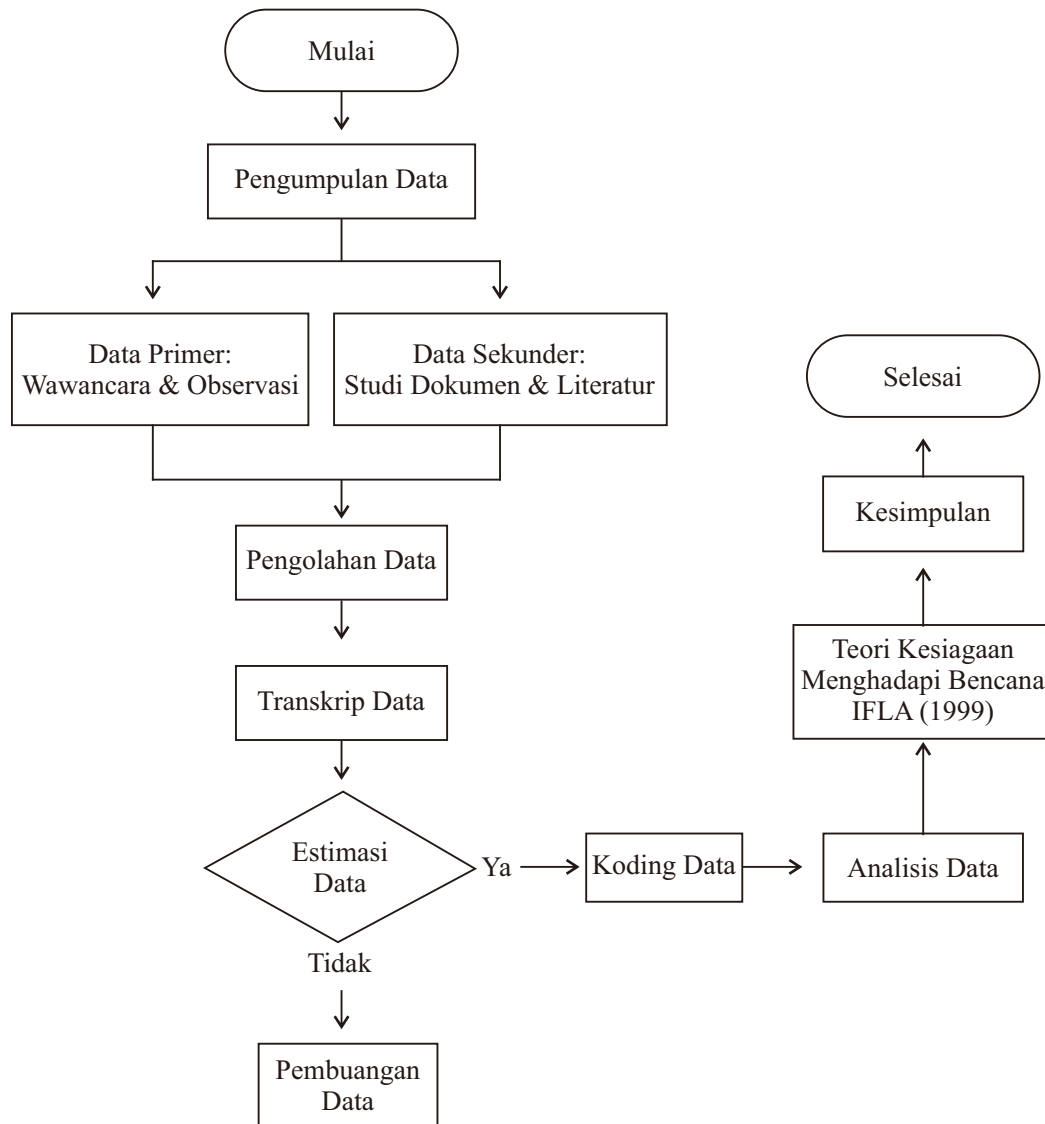 Mulai
Pengumpulan Data
Data Primer:
Wawancara & Observasi
Data Sekunder:
Studi Dokumen & Literatur
Pengolahan Data
Transkrip Data
Estimasi
Data
Ya
Tidak
Pembuangan
Data
Koding Data
Analisis Data
Teori Kesiagaan
Menghadapi Bencana
IFLA (1999)
Kesimpulan
Selesai